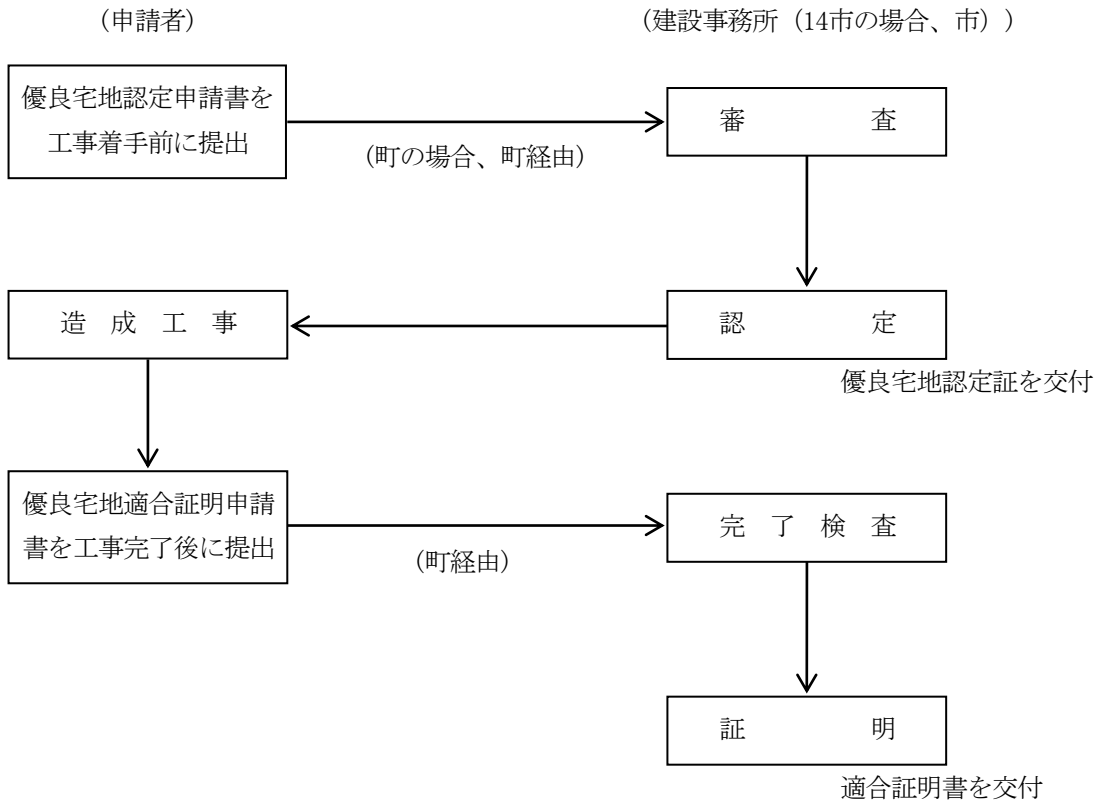 （申請者）
（建設事務所（14市の場合、市））
優良宅地認定申請書を
工事着手前に提出
審査
（町の場合、町経由）
造成工事
認定
優良宅地認定証を交付
優良宅地適合証明申請
書を工事完了後に提出
完了検査
（町経由）
証明
適合証明書を交付